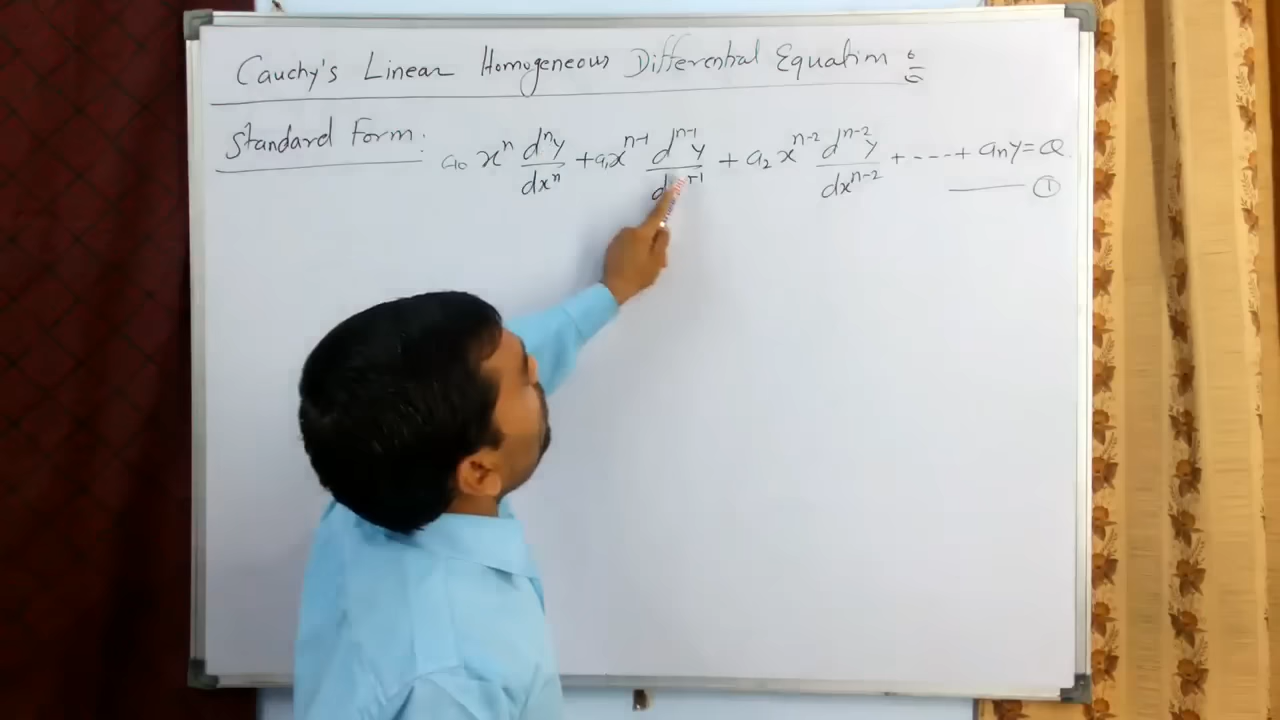 Cauchy's Linear Homogeneous Differential Equation :
Standard Form: a₀ xⁿ dⁿy/dxⁿ + a₁xⁿ⁻¹ dⁿ⁻¹y/dxⁿ⁻¹ + a₂ xⁿ⁻² dⁿ⁻²y/dxⁿ⁻² + ---- + aₙy = Q
—— ①